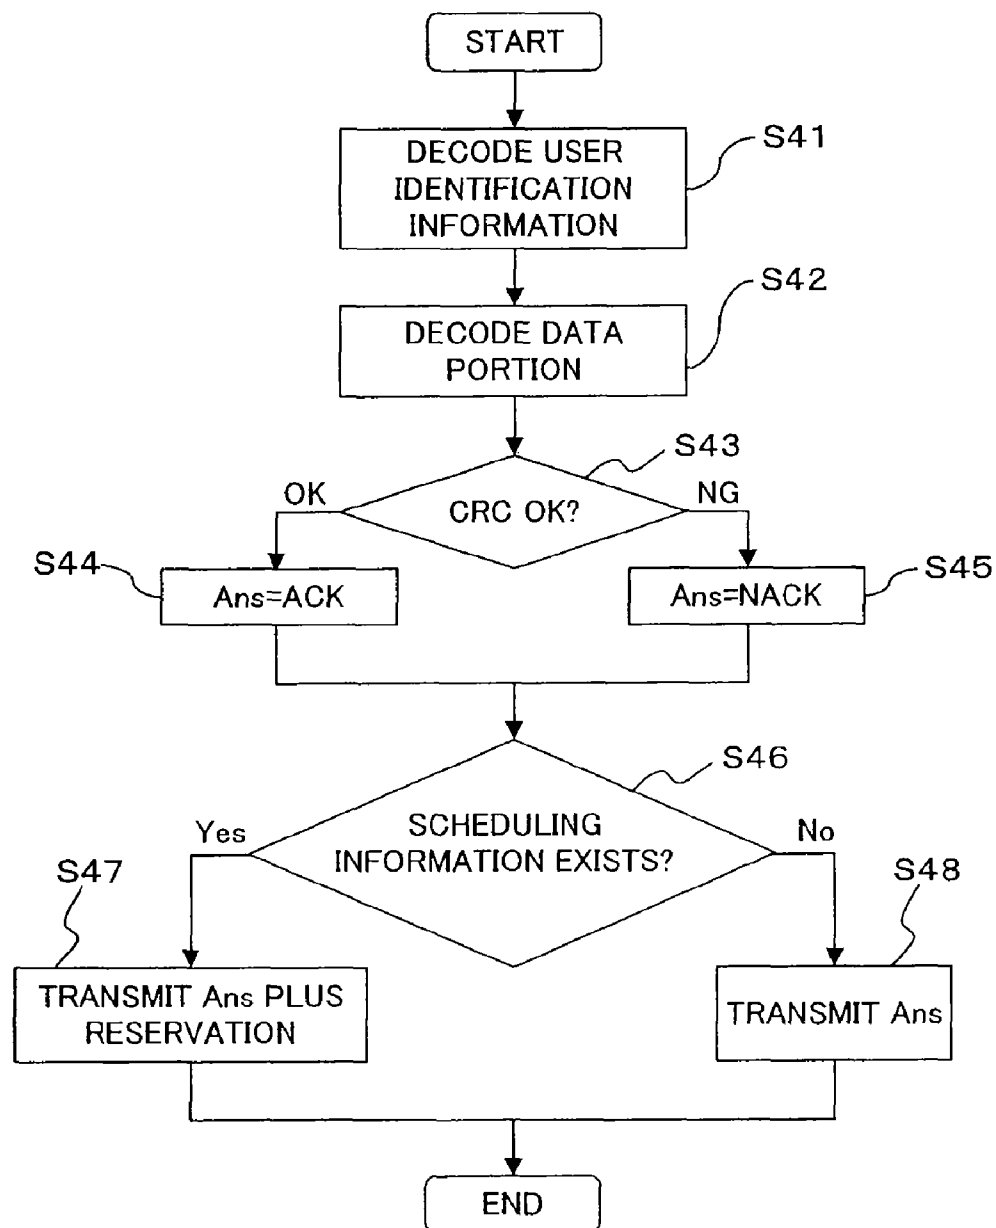 START
S41
DECODE USER
IDENTIFICATION
INFORMATION
S42
DECODE DATA
PORTION
S43
OK
CRC OK?
NG
S44
Ans=ACK
Ans=NACK
S45
S46
Yes
SCHEDULING
INFORMATION EXISTS?
No
S47
S48
TRANSMIT Ans PLUS
RESERVATION
TRANSMIT Ans
END